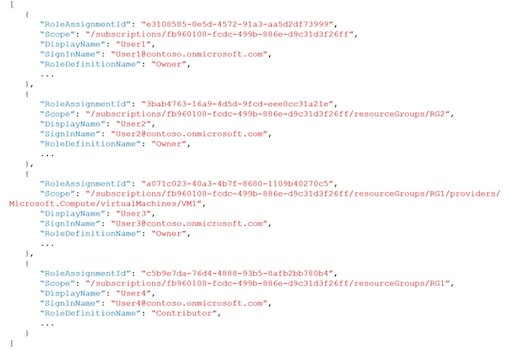 [
{
"RoleAssignmentId": "e3108585-0e5d-4572-91a3-aa5d2df73999",
"Scope": "/subscriptions/fb960108-fcdc-499b-886e-d9c31d3f26ff",
"DisplayName": "User1",
"SignInName": "User1@contoso.onmicrosoft.com",
"RoleDefinitionName": "Owner",
...
},
{
"RoleAssignmentId": "3bab4763-16a9-4d5d-9fcd-eee0cc31a21e",
"Scope": "/subscriptions/fb960108-fcdc-499b-886e-d9c31d3f26ff/resourceGroups/RG2",
"DisplayName": "User2",
"SignInName": "User2@contoso.onmicrosoft.com",
"RoleDefinitionName": "Owner",
...
},
{
"RoleAssignmentId": "a071c023-40a3-4b7f-8680-1109b40270c5",
"Scope": "/subscriptions/fb960108-fcdc-499b-886e-d9c31d3f26ff/resourceGroups/RG1/providers/
Microsoft.Compute/virtualMachines/VM1",
"DisplayName": "User3",
"SignInName": "User3@contoso.onmicrosoft.com",
"RoleDefinitionName": "Owner",
...
},
{
"RoleAssignmentId": "c5b9e7da-76d4-4888-93b5-8afb2bb780b4",
"Scope": "/subscriptions/fb960108-fcdc-499b-886e-d9c31d3f26ff/resourceGroups/RG1",
"DisplayName": "User4",
"SignInName": "User4@contoso.onmicrosoft.com",
"RoleDefinitionName": "Contributor",
...
}
]